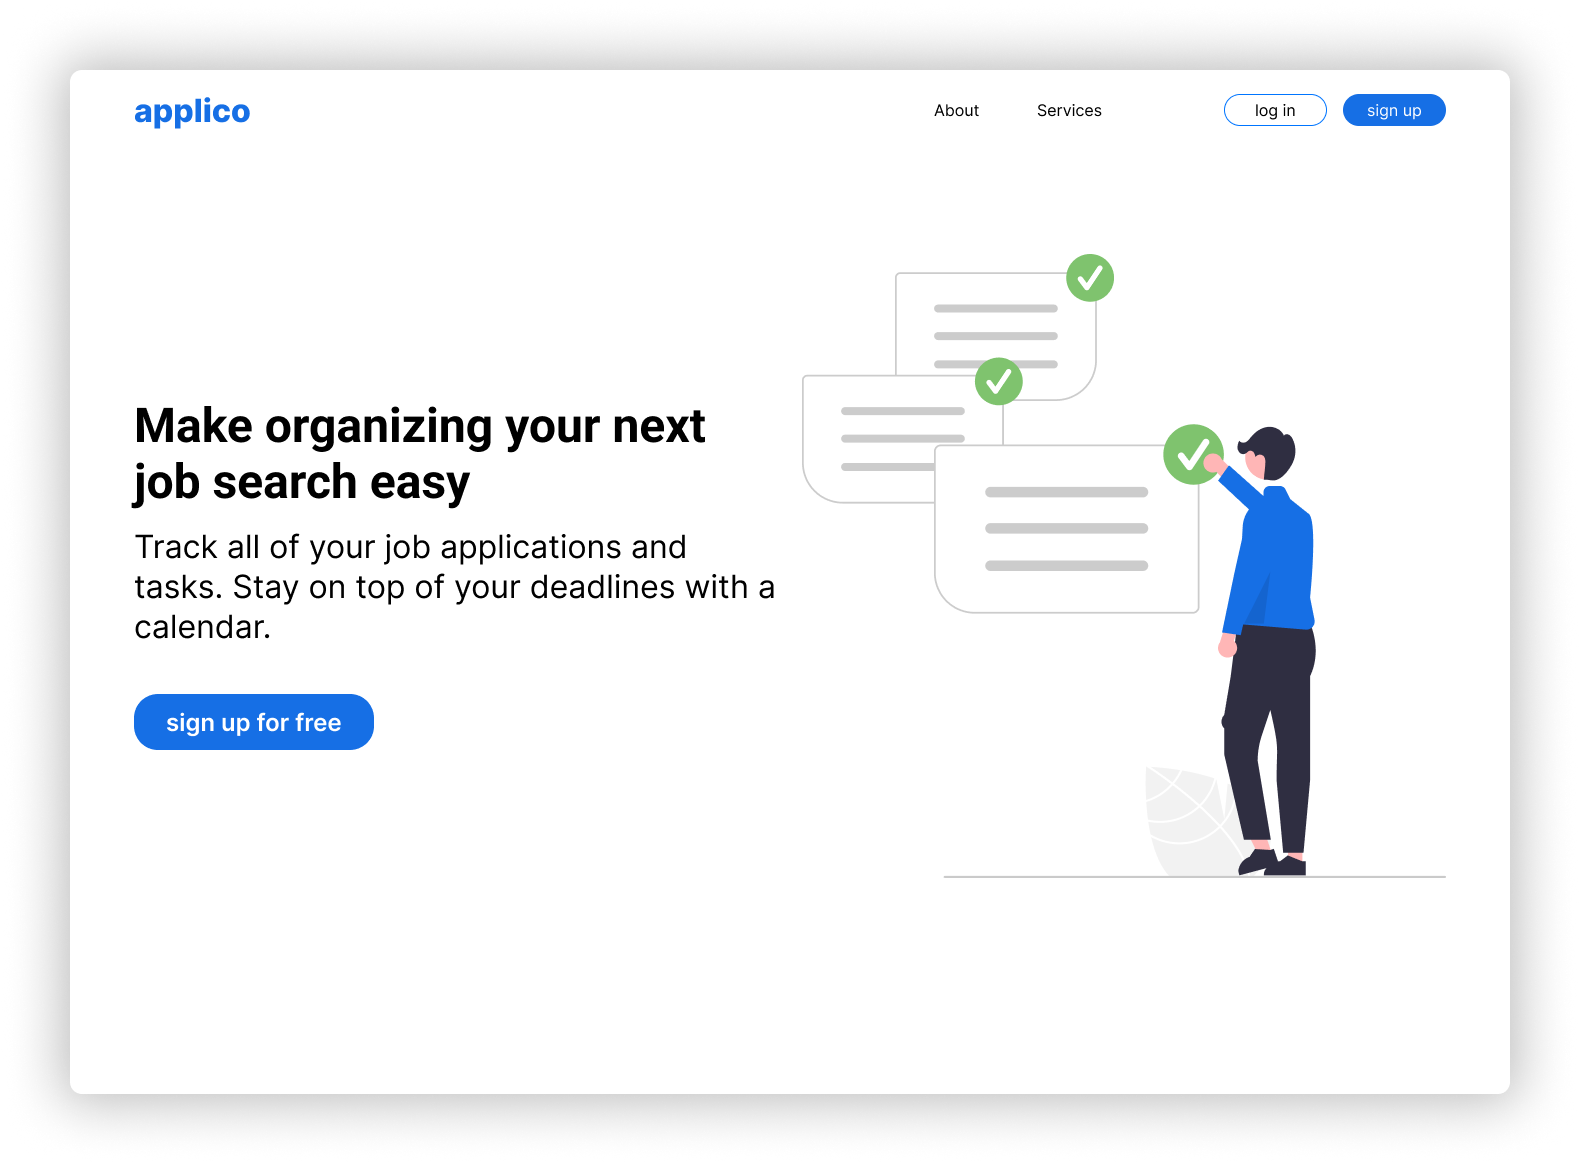 applico
About
Services
log in
sign up
Make organizing your next
job search easy
Track all of your job applications and
tasks. Stay on top of your deadlines with a
calendar.
sign up for free